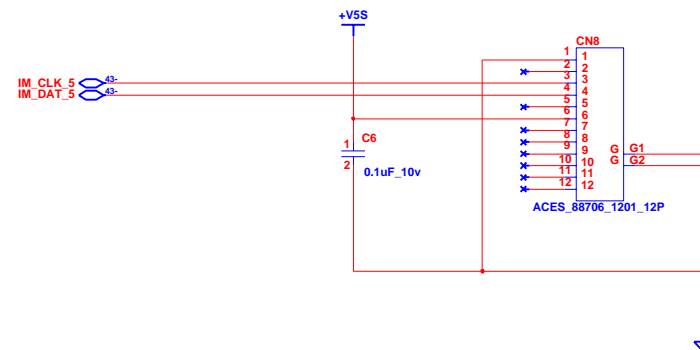 +V5S
CN8
IM_CLK_5 43-
IM_DAT_5 43-
1 1
2 2
3 3
4 4
5 5
6 6
7 7
8 8
9 9
10 10
11 11
12 12
G G1
G G2
ACES_88706_1201_12P
C6
1
2
0.1uF_10v